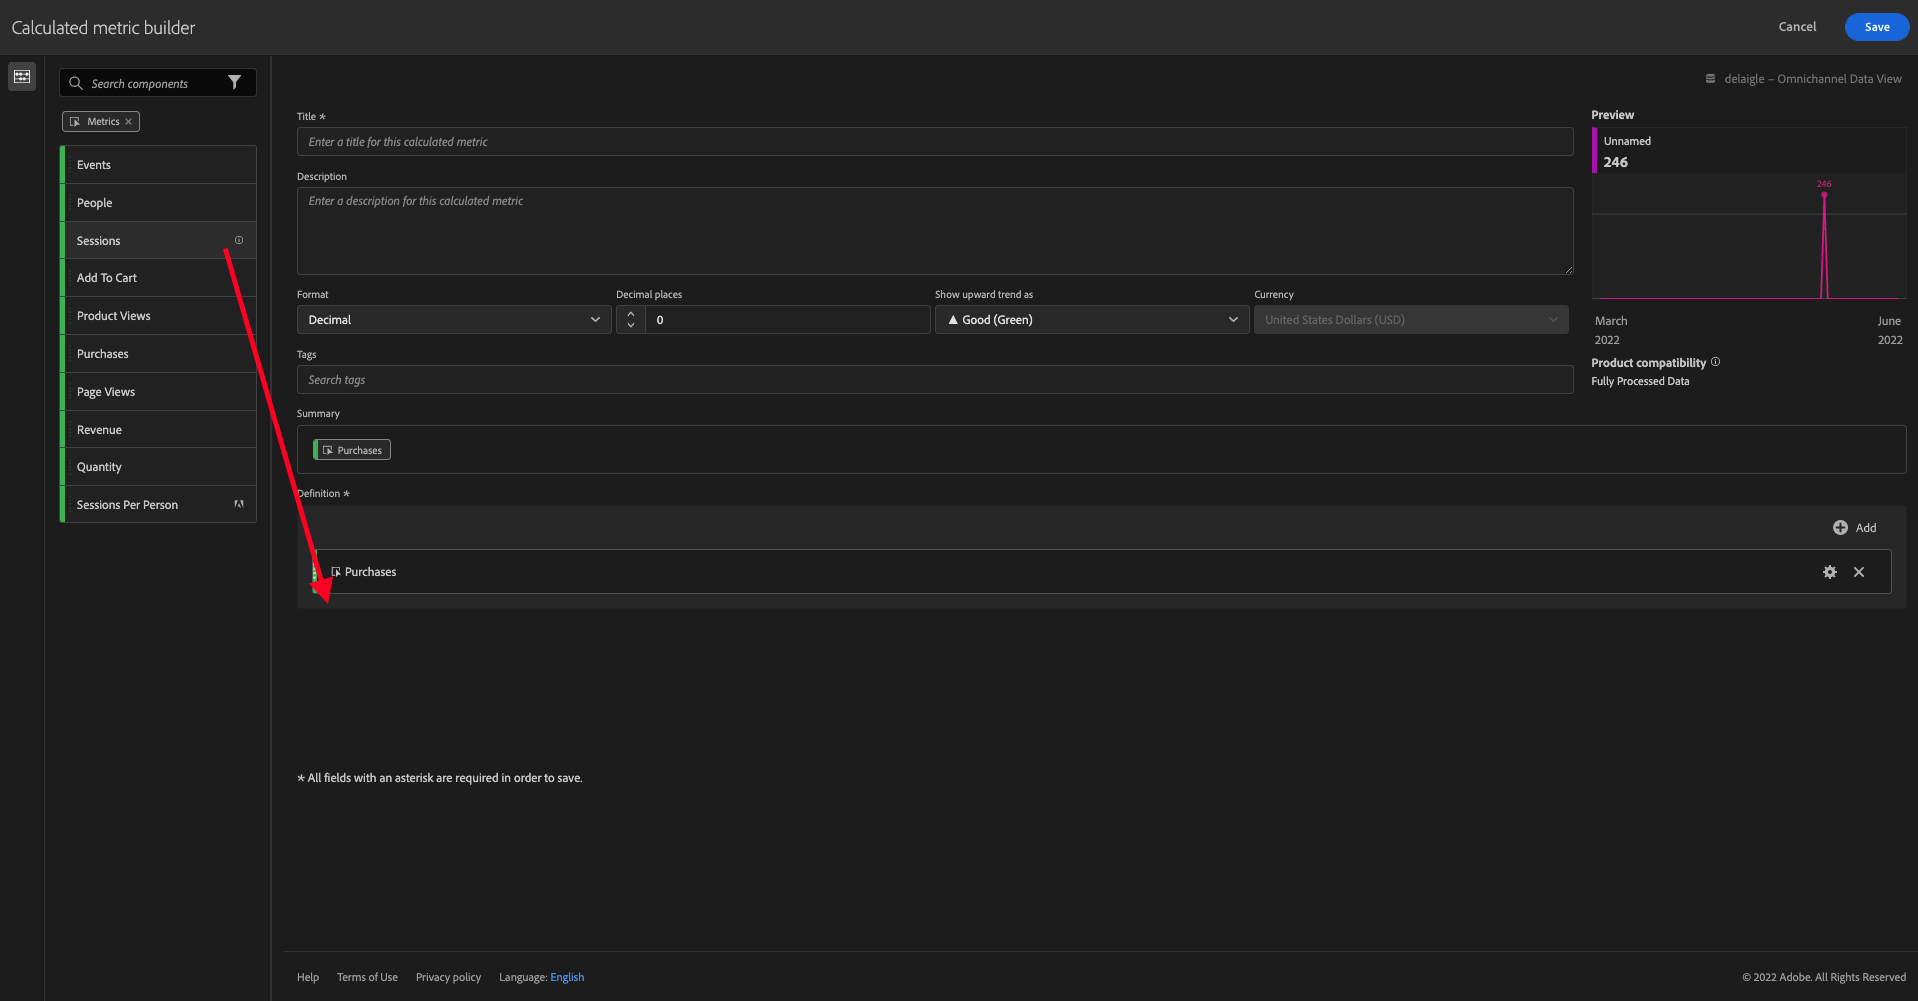 Calculated metric builder
Cancel
Save
Search components
delaigle – Omnichannel Data View
Metrics
Events
People
Sessions
Add To Cart
Product Views
Purchases
Page Views
Revenue
Quantity
Sessions Per Person
Title *
Enter a title for this calculated metric
Description
Enter a description for this calculated metric
Format
Decimal places
Show upward trend as
Currency
Decimal
0
Good (Green)
United States Dollars (USD)
Tags
Search tags
Summary
Purchases
Definition *
Add
Purchases
* All fields with an asterisk are required in order to save.
Preview
Unnamed
246
246
March
2022
June
2022
Product compatibility
Fully Processed Data
Help
Terms of Use
Privacy policy
Language: English
© 2022 Adobe. All Rights Reserved